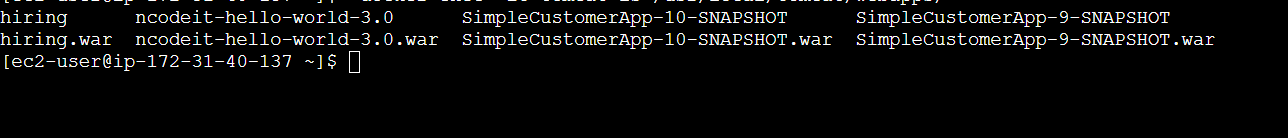 hiring ncodeit-hello-world-3.0 SimpleCustomerApp-10-SNAPSHOT SimpleCustomerApp-9-SNAPSHOT
hiring.war ncodeit-hello-world-3.0.war SimpleCustomerApp-10-SNAPSHOT.war SimpleCustomerApp-9-SNAPSHOT.war
[ec2-user@ip-172-31-40-137 ~]$